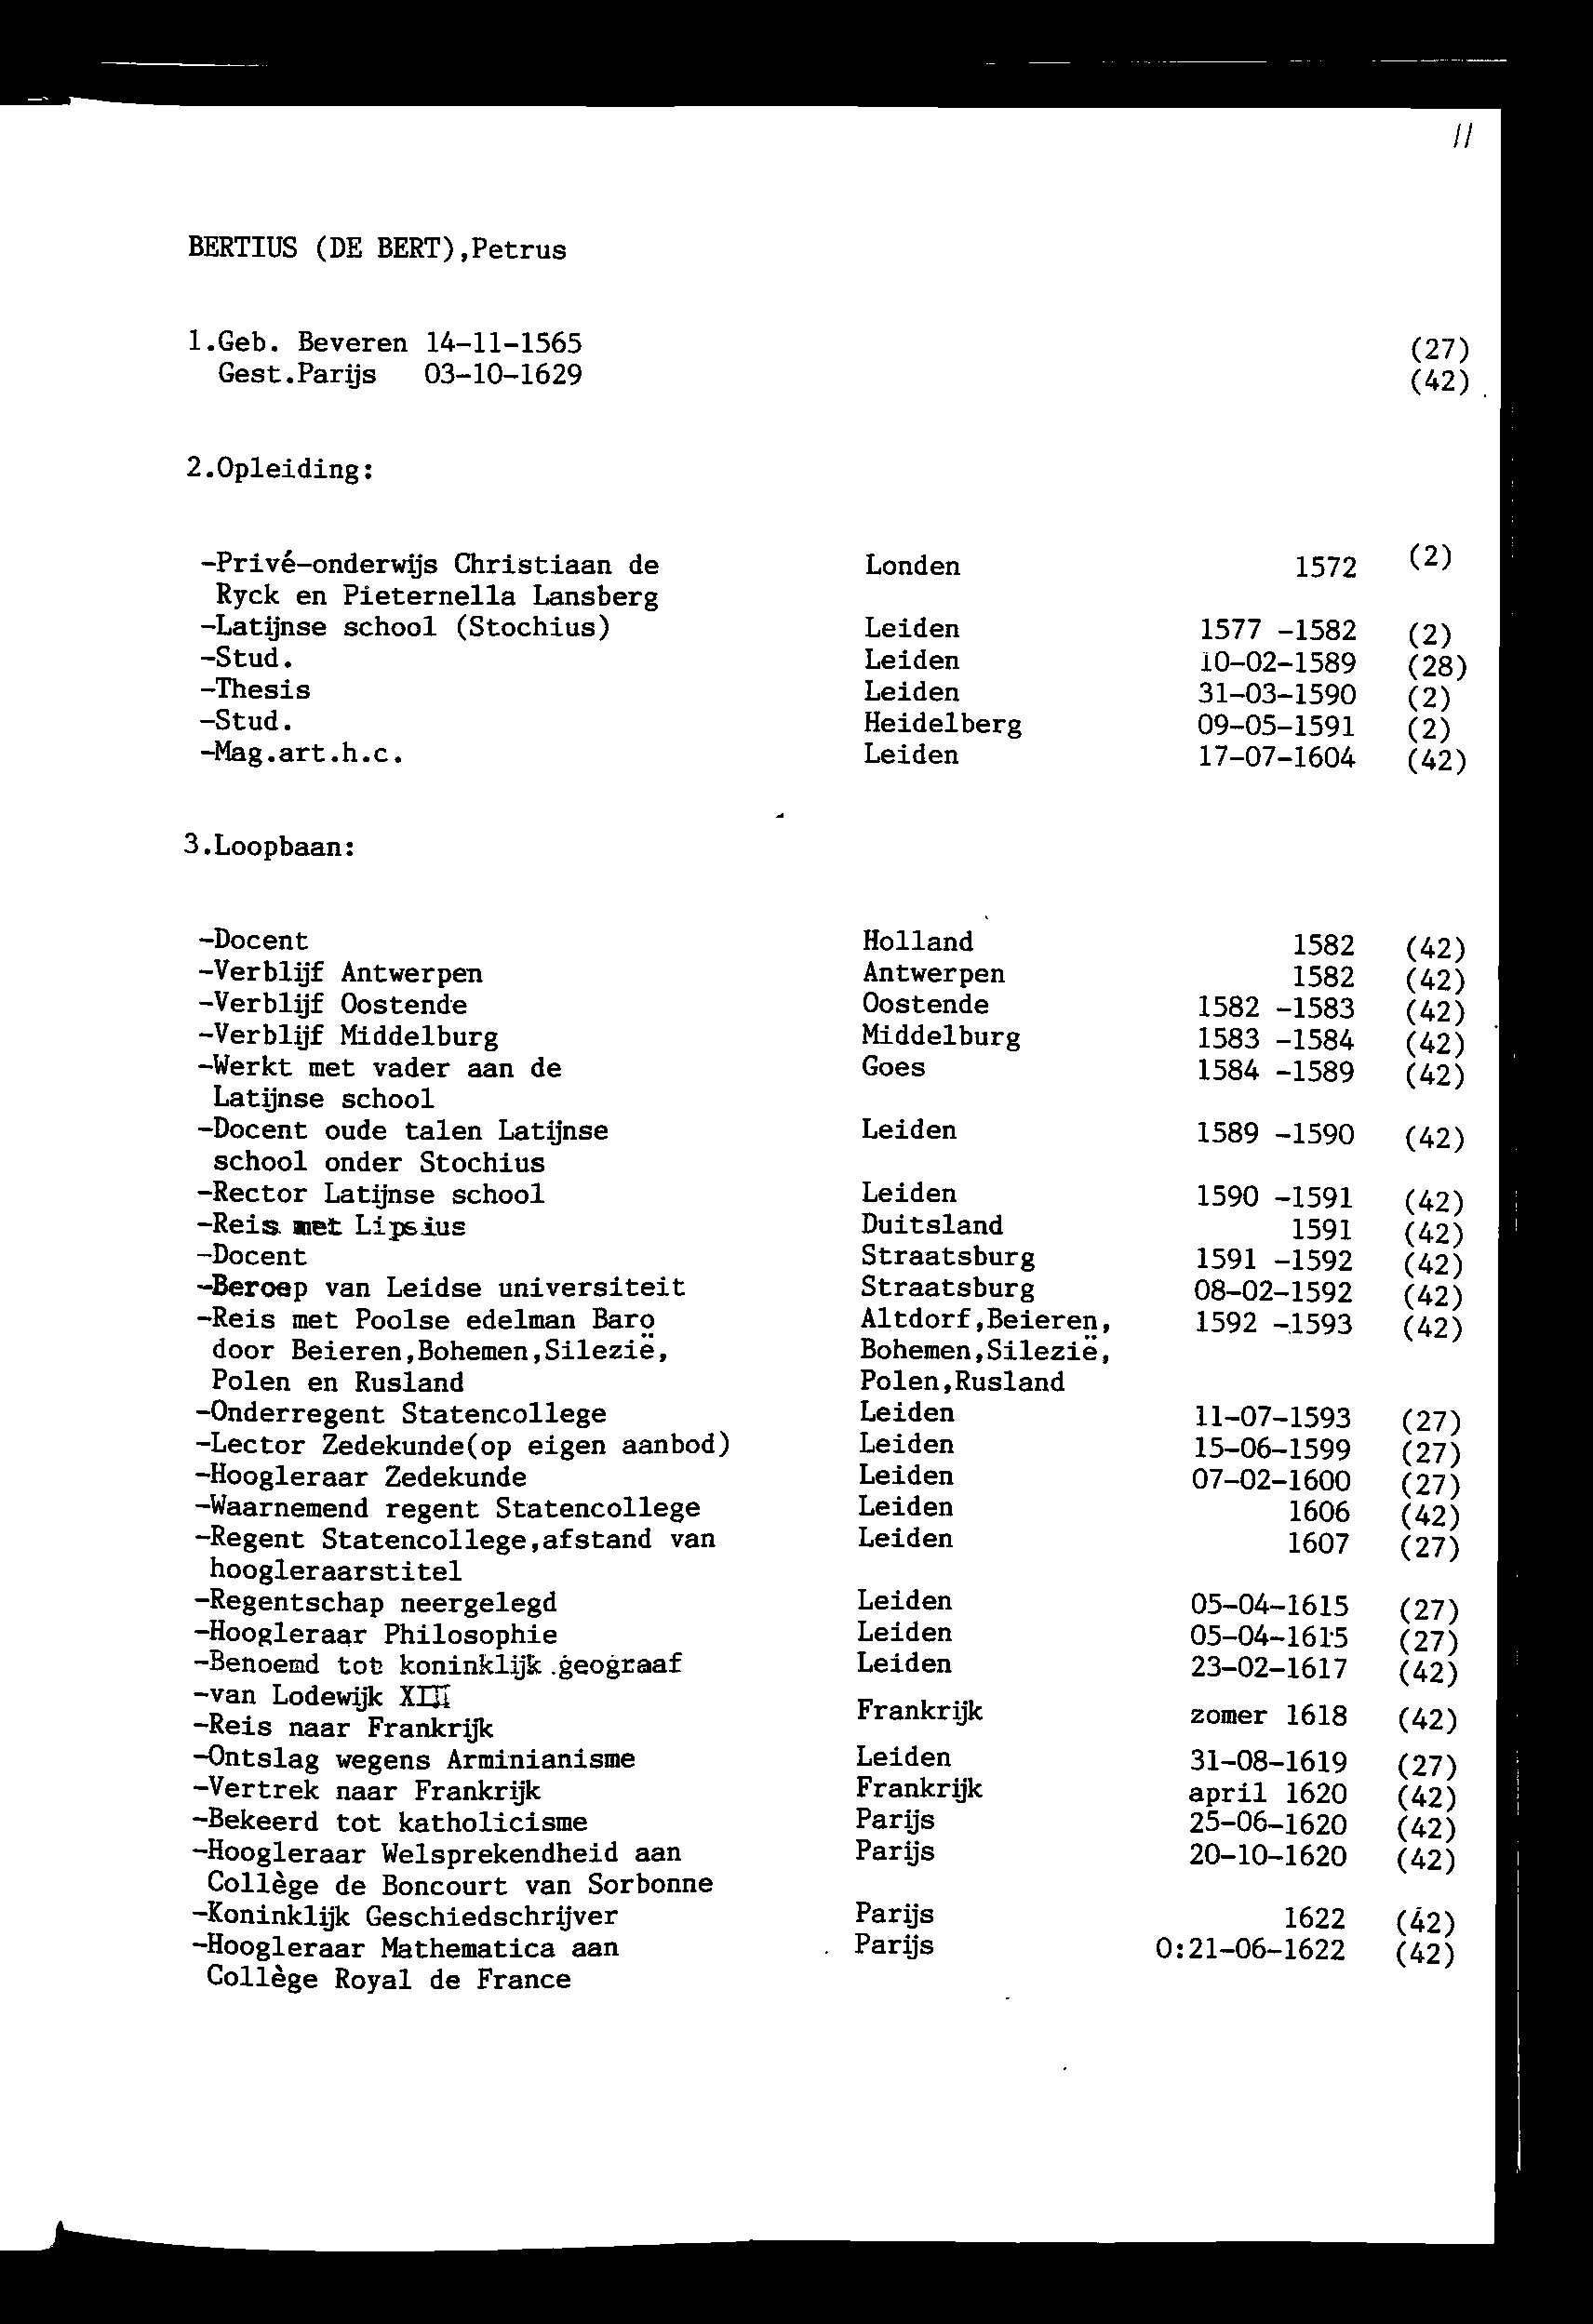 11
BERTIUS (DE BERT),Petrus
1.Geb. Beveren 14-11-1565 (27)
Gest.Parijs 03-10-1629 (42)
2.Opleiding:
-Privé-onderwijs Christiaan de Londen 1572 (2)
Ryck en Pieternella Lansberg
-Latijnse school (Stochius) Leiden 1577 -1582 (2)
-Stud. Leiden 10-02-1589 (28)
-Thesis Leiden 31-03-1590 (2)
-Stud. Heidelberg 09-05-1591 (2)
-Mag.art.h.c. Leiden 17-07-1604 (42)
3.Loopbaan:
-Docent Holland 1582 (42)
-Verblijf Antwerpen Antwerpen 1582 (42)
-Verblijf Oostende Oostende 1582 -1583 (42)
-Verblijf Middelburg Middelburg 1583 -1584 (42)
-Werkt met vader aan de Goes 1584 -1589 (42)
Latijnse school
-Docent oude talen Latijnse Leiden 1589 -1590 (42)
school onder Stochius
-Rector Latijnse school Leiden 1590 -1591 (42)
-Reis met Lipsius Duitsland 1591 (42)
-Docent Straatsburg 1591 -1592 (42)
-Beroep van Leidse universiteit Straatsburg 08-02-1592 (42)
-Reis met Poolse edelman Baro Altdorf,Beieren, 1592 -1593 (42)
door Beieren,Bohemen,Silezië, Bohemen,Silezië,
Polen en Rusland Polen,Rusland
-Onderregent Statencollege Leiden 11-07-1593 (27)
-Lector Zedekunde(op eigen aanbod) Leiden 15-06-1599 (27)
-Hoogleraar Zedekunde Leiden 07-02-1600 (27)
-Waarnemend regent Statencollege Leiden 1606 (42)
-Regent Statencollege,afstand van Leiden 1607 (27)
hoogleraarstitel
-Regentschap neergelegd Leiden 05-04-1615 (27)
-Hoogleraar Philosophie Leiden 05-04-1615 (27)
-Benoemd tot koninklijk geograaf Leiden 23-02-1617 (42)
-van Lodewijk XIII
-Reis naar Frankrijk Frankrijk zomer 1618 (42)
-Ontslag wegens Arminianisme Leiden 31-08-1619 (27)
-Vertrek naar Frankrijk Frankrijk april 1620 (42)
-Bekeerd tot katholicisme Parijs 25-06-1620 (42)
-Hoogleraar Welsprekendheid aan Parijs 20-10-1620 (42)
Collège de Boncourt van Sorbonne
-Koninklijk Geschiedschrijver Parijs 1622 (42)
-Hoogleraar Mathematica aan Parijs 0:21-06-1622 (42)
Collège Royal de France